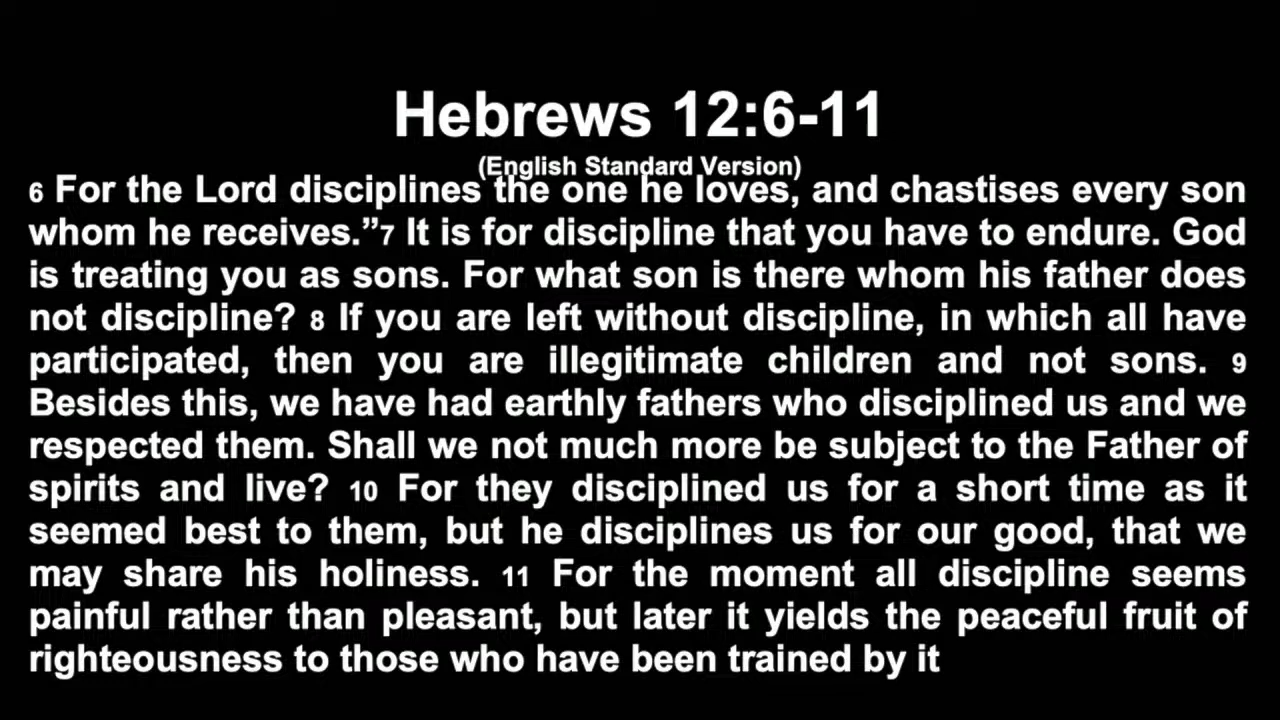 Hebrews 12:6-11
(English Standard Version)
6 For the Lord disciplines the one he loves, and chastises every son
whom he receives.”7 It is for discipline that you have to endure. God
is treating you as sons. For what son is there whom his father does
not discipline? 8 If you are left without discipline, in which all have
participated, then you are illegitimate children and not sons. 9
Besides this, we have had earthly fathers who disciplined us and we
respected them. Shall we not much more be subject to the Father of
spirits and live? 10 For they disciplined us for a short time as it
seemed best to them, but he disciplines us for our good, that we
may share his holiness. 11 For the moment all discipline seems
painful rather than pleasant, but later it yields the peaceful fruit of
righteousness to those who have been trained by it